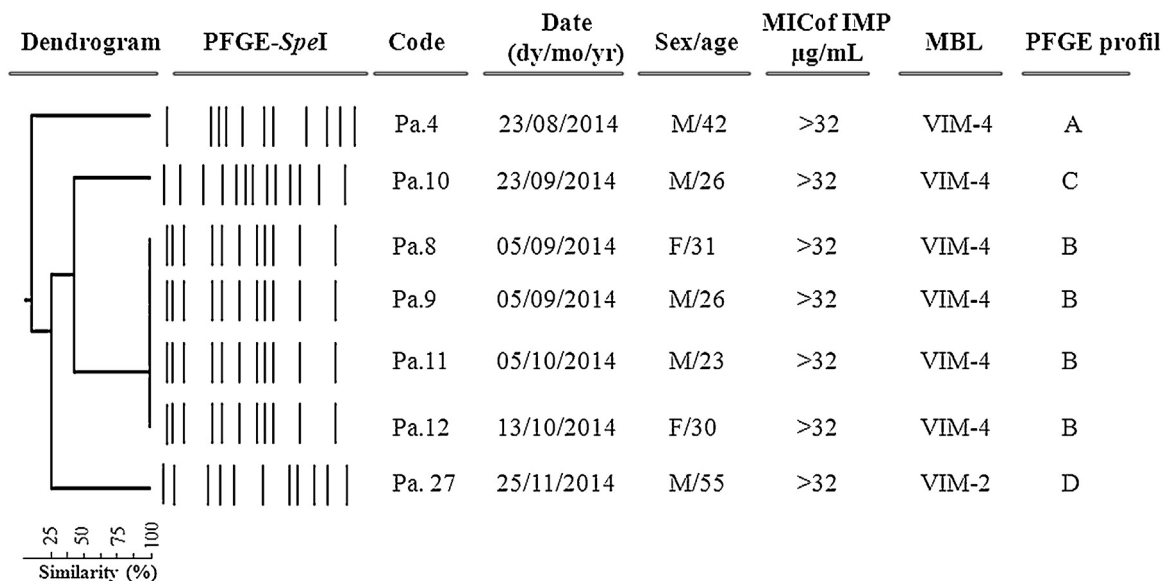 Dendrogram PFGE-SpeI Code Date (dy/mo/yr) Sex/age MICof IMP µg/mL MBL PFGE profil
Pa.4 23/08/2014 M/42 >32 VIM-4 A
Pa.10 23/09/2014 M/26 >32 VIM-4 C
Pa.8 05/09/2014 F/31 >32 VIM-4 B
Pa.9 05/09/2014 M/26 >32 VIM-4 B
Pa.11 05/10/2014 M/23 >32 VIM-4 B
Pa.12 13/10/2014 F/30 >32 VIM-4 B
Pa. 27 25/11/2014 M/55 >32 VIM-2 D
25 50 75 100
Similarity (%)